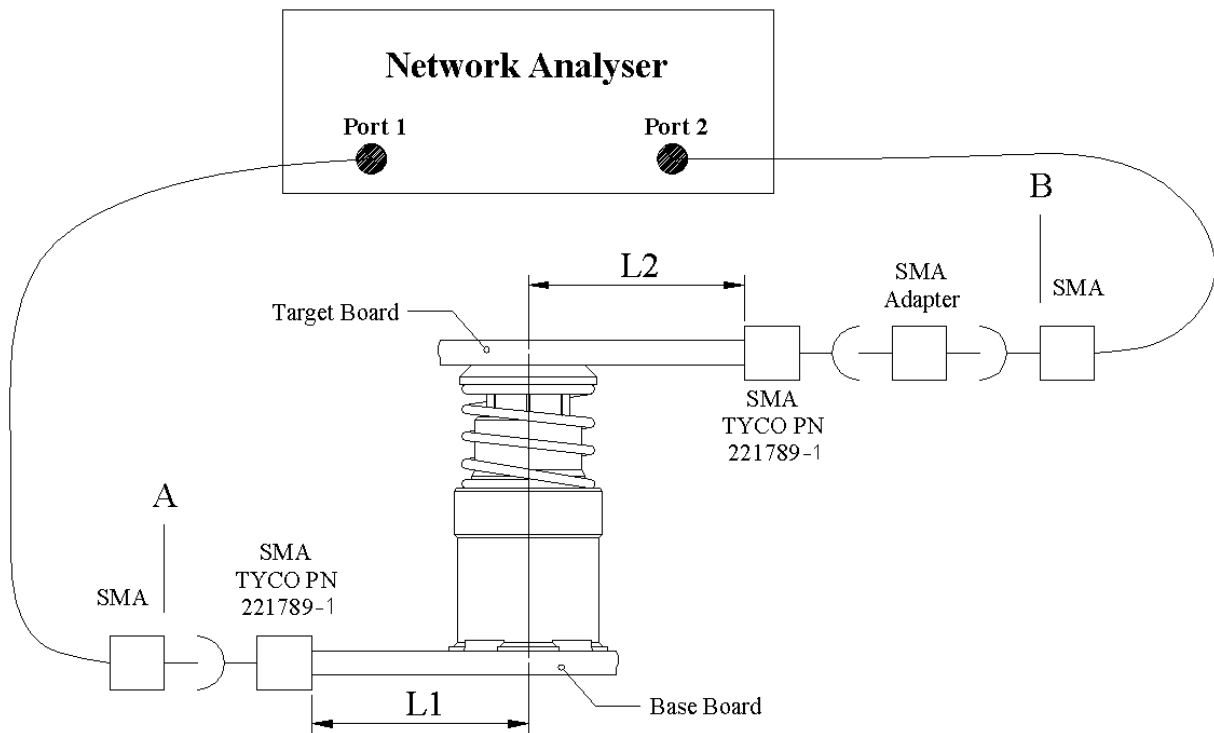 Network Analyser
Port 1
Port 2
B
L2
SMA
Adapter
SMA
Target Board
SMA
TYCO PN
221789-1
A
SMA
TYCO PN
221789-1
SMA
L1
Base Board